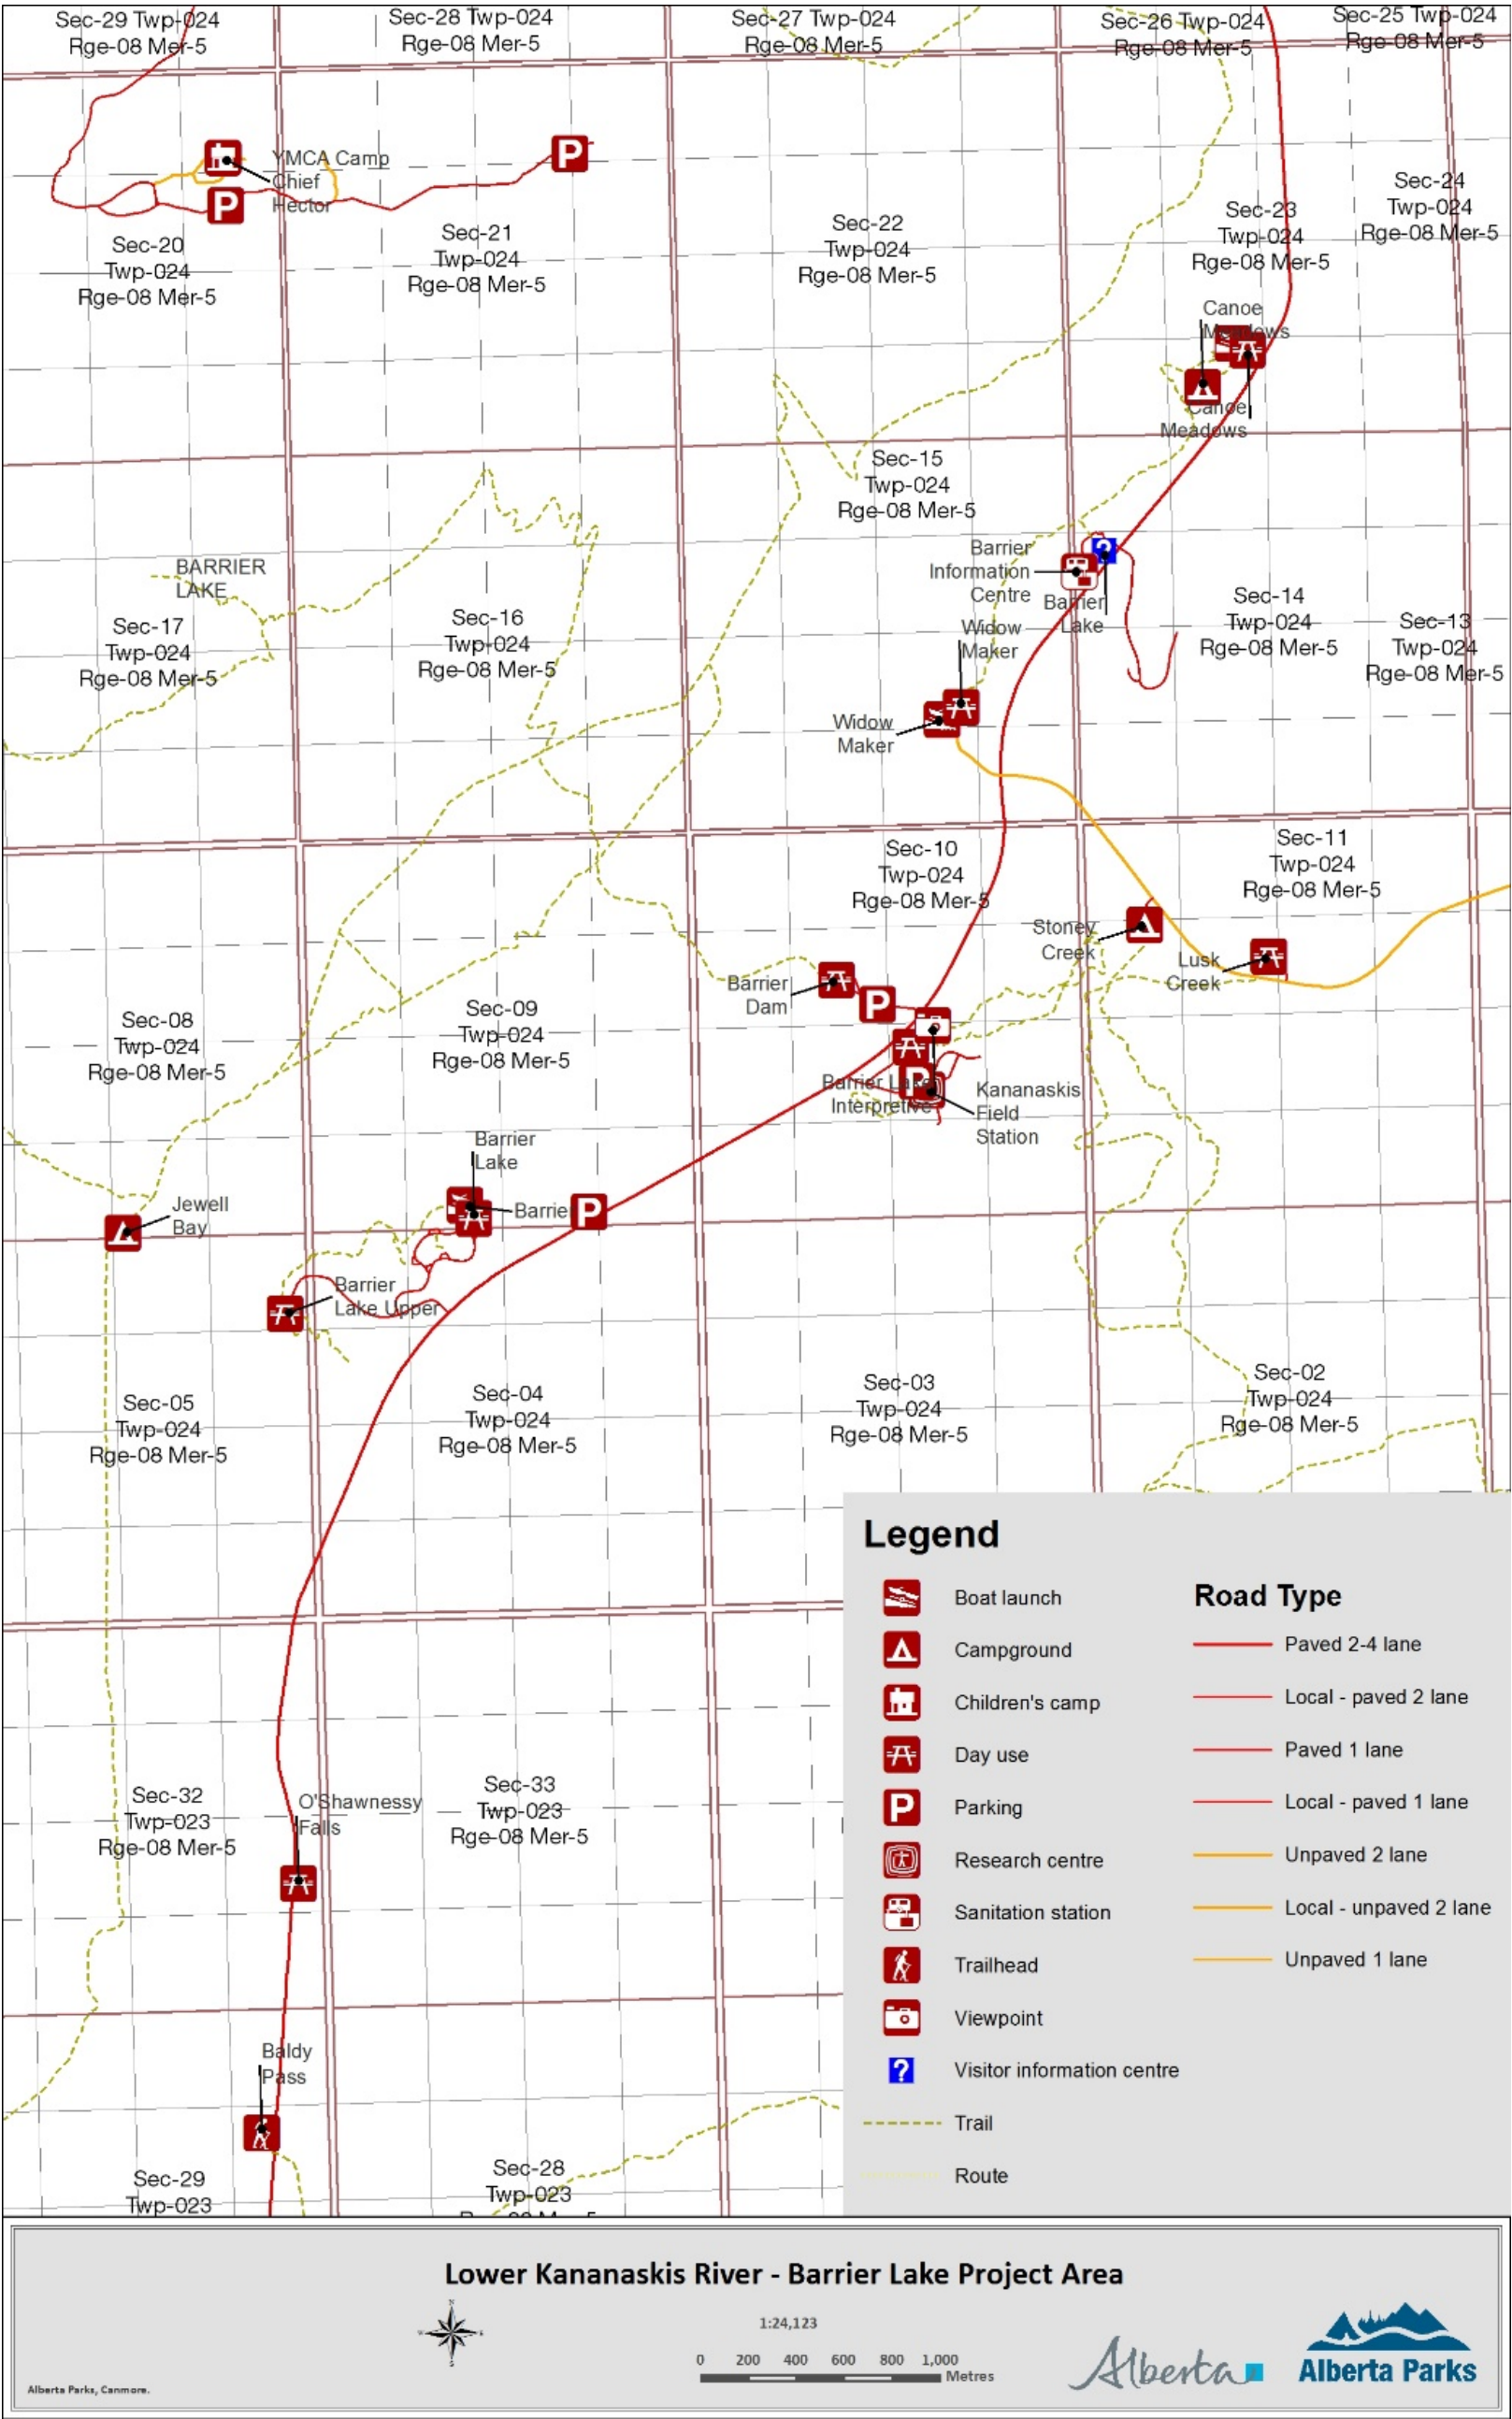 Sec-29 Twp-024
Rge-08 Mer-5
Sec-28 Twp-024
Rge-08 Mer-5
Sec-27 Twp-024
Rge-08 Mer-5
Sec-26 Twp-024
Rge-08 Mer-5
Sec-25 Twp-024
Rge-08 Mer-5
YMCA Camp
Chief
Hector
P
P
Sec-20
Twp-024
Rge-08 Mer-5
Sec-21
Twp-024
Rge-08 Mer-5
Sec-22
Twp-024
Rge-08 Mer-5
Sec-23
Twp-024
Rge-08 Mer-5
Sec-24
Twp-024
Rge-08 Mer-5
Canoe
Meadows
Canoe
Meadows
Sec-15
Twp-024
Rge-08 Mer-5
Barrier
Information
Centre
?
Barrier
Lake
BARRIER
LAKE
Sec-17
Twp-024
Rge-08 Mer-5
Sec-16
Twp-024
Rge-08 Mer-5
Sec-14
Twp-024
Rge-08 Mer-5
Sec-13
Twp-024
Rge-08 Mer-5
Widow
Maker
Widow
Maker
Sec-10
Twp-024
Rge-08 Mer-5
Sec-11
Twp-024
Rge-08 Mer-5
Stoney
Creek
Lusk
Creek
Barrier
Dam
P
Sec-08
Twp-024
Rge-08 Mer-5
Sec-09
Twp-024
Rge-08 Mer-5
P
Barrier Lake
Interpretive
Kananaskis
Field
Station
Barrier
Lake
Barrie
P
Jewell
Bay
Barrier
Lake Upper
Sec-05
Twp-024
Rge-08 Mer-5
Sec-04
Twp-024
Rge-08 Mer-5
Sec-03
Twp-024
Rge-08 Mer-5
Sec-02
Twp-024
Rge-08 Mer-5
Sec-32
Twp-023
Rge-08 Mer-5
O'Shawnessy
Falls
Sec-33
Twp-023
Rge-08 Mer-5
Baldy
Pass
Sec-29
Twp-023
Sec-28
Twp-023
Legend
Boat launch
Campground
Children's camp
Day use
P Parking
Research centre
Sanitation station
Trailhead
Viewpoint
? Visitor information centre
Trail
Route
Road Type
Paved 2-4 lane
Local - paved 2 lane
Paved 1 lane
Local - paved 1 lane
Unpaved 2 lane
Local - unpaved 2 lane
Unpaved 1 lane
Lower Kananaskis River - Barrier Lake Project Area
N
W E
S
1:24,123
0 200 400 600 800 1,000
Metres
Alberta Parks, Canmore.
Alberta
Alberta Parks